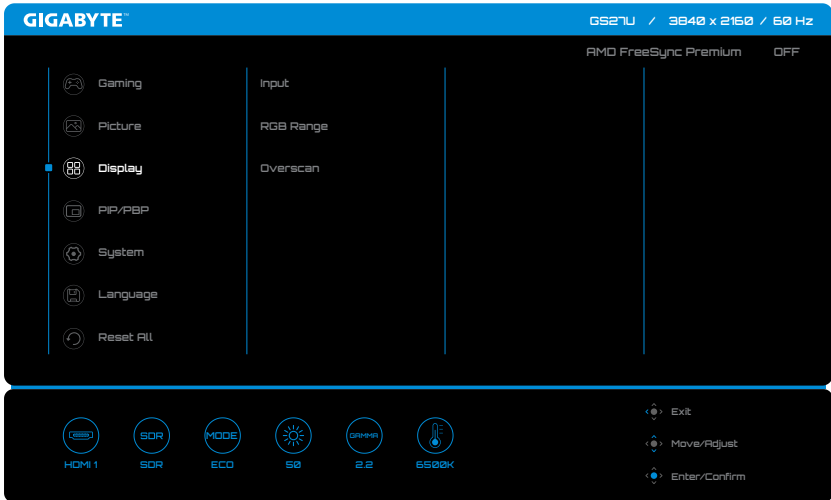 GIGABYTE™
GS27U / 3840 x 2160 / 60 Hz
AMD FreeSync Premium OFF
Gaming
Picture
Display
PIP/PBP
System
Language
Reset All
Input
RGB Range
Overscan
SDR
MODE
GAMMA
HDMI 1
SDR
ECO
50
2.2
6500K
Exit
Move/Adjust
Enter/Confirm